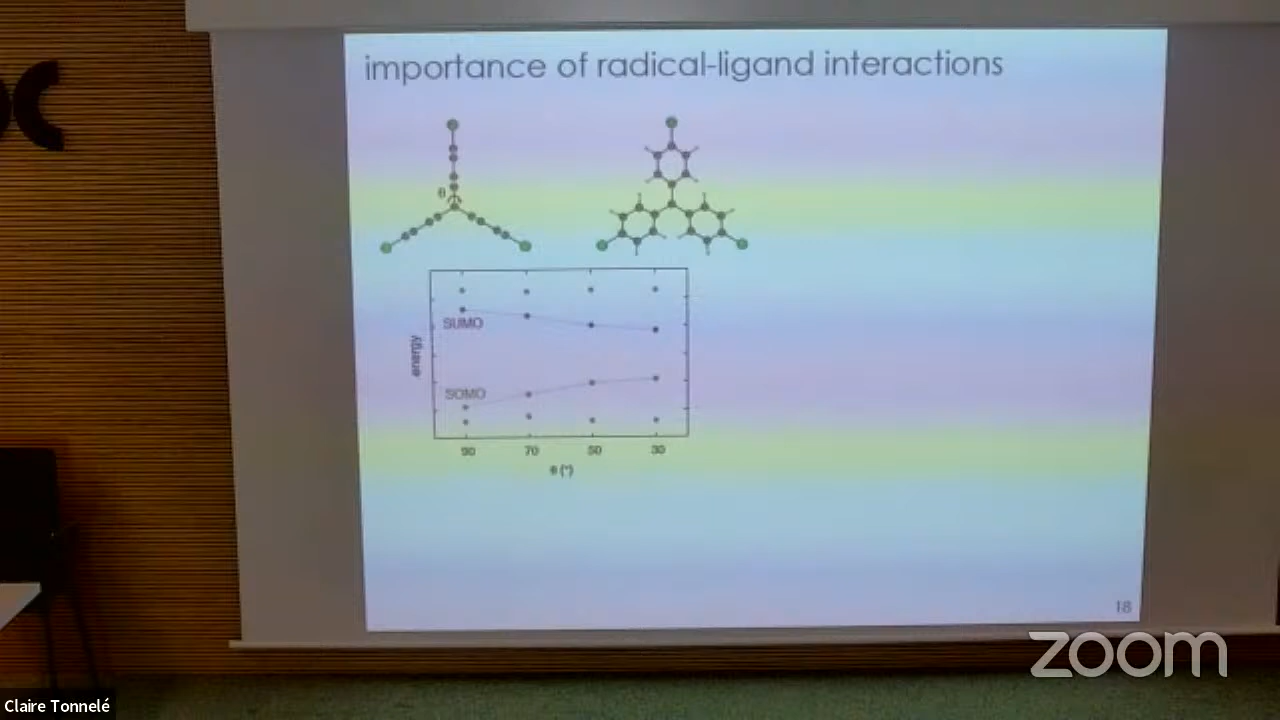 importance of radical-ligand interactions
θ
SUMO
energy
SOMO
90 70 50 30
θ (°)
18
zoom
Claire Tonnelé